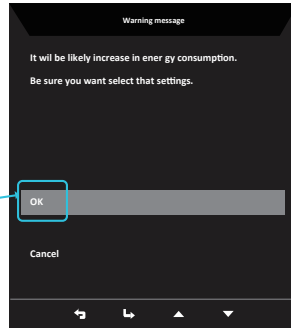 Warning message
It wil be likely increase in ener gy consumption.
Be sure you want select that settings.
OK
Cancel